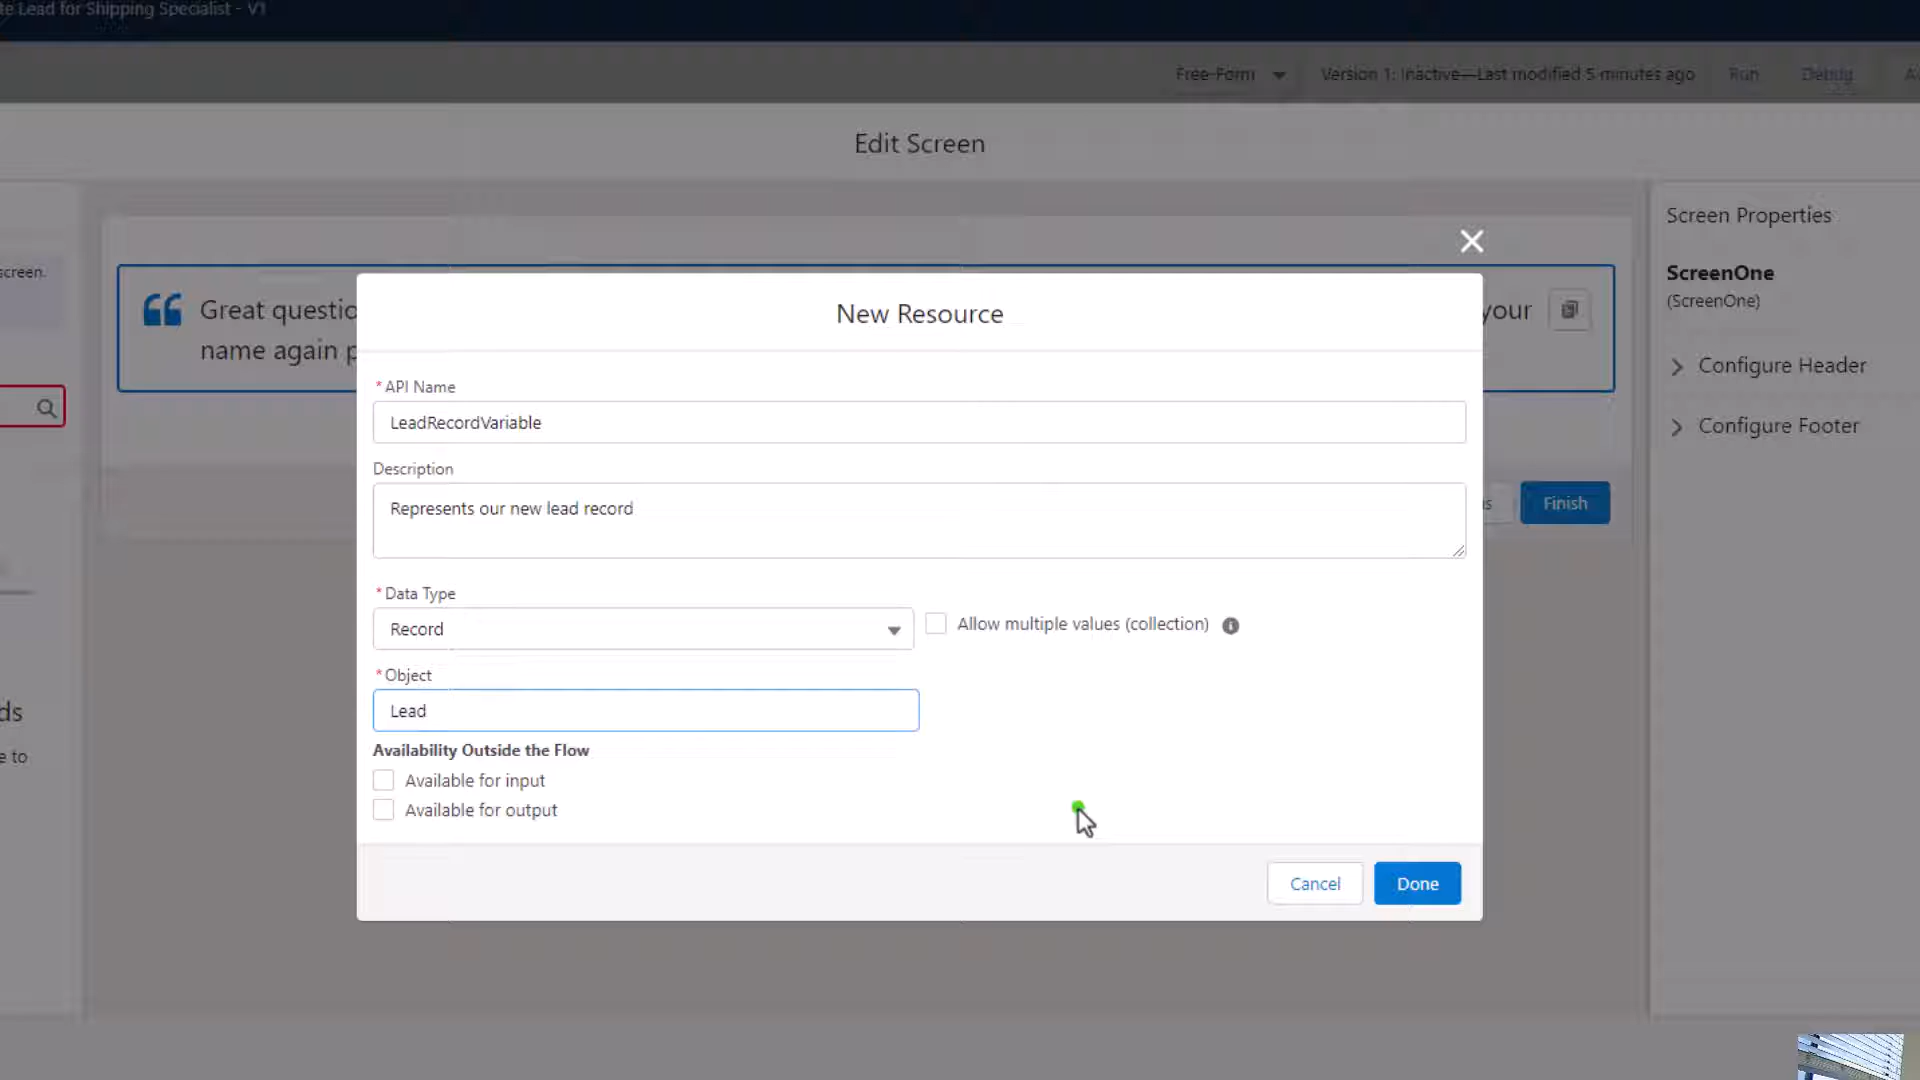 te Lead for Shipping Specialist - V1
Free-Form
Version 1: Inactive—Last modified 5 minutes ago
Run
Debug
Edit Screen
Screen Properties
screen.
ScreenOne
(ScreenOne)
Great questio
your
name again p
New Resource
Configure Header
Configure Footer
* API Name
LeadRecordVariable
Description
Represents our new lead record
Finish
* Data Type
Record
Allow multiple values (collection)
* Object
Lead
ds
e to
Availability Outside the Flow
Available for input
Available for output
Cancel
Done